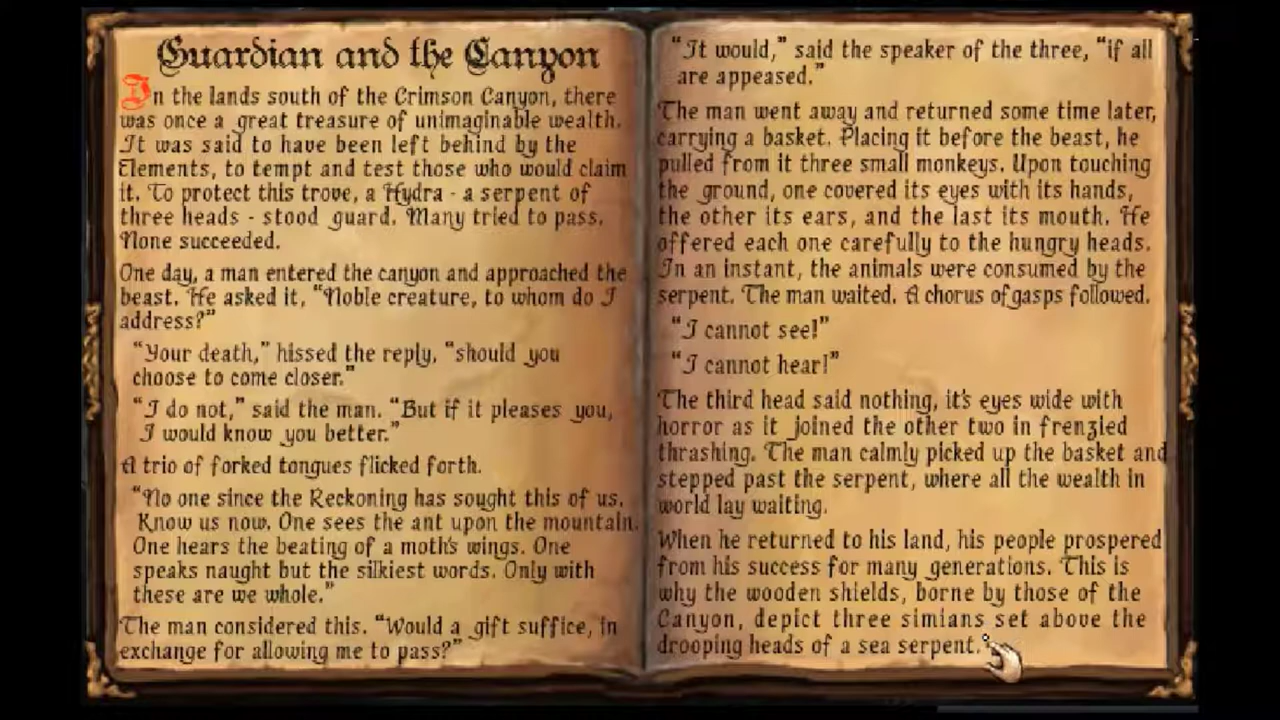 Guardian and the Canyon
In the lands south of the Crimson Canyon, there
was once a great treasure of unimaginable wealth.
It was said to have been left behind by the
Elements, to tempt and test those who would claim
it. To protect this trove, a Hydra - a serpent of
three heads - stood guard. Many tried to pass.
None succeeded.
One day, a man entered the canyon and approached the
beast. He asked it, "Noble creature, to whom do I
address?"
"Your death," hissed the reply, "should you
choose to come closer."
"I do not," said the man. "But if it pleases you,
I would know you better."
A trio of forked tongues flicked forth.
"No one since the Reckoning has sought this of us.
Know us now. One sees the ant upon the mountain.
One hears the beating of a moth's wings. One
speaks naught but the silkiest words. Only with
these are we whole."
The man considered this. "Would a gift suffice, in
exchange for allowing me to pass?"
"It would," said the speaker of the three, "if all
are appeased."
The man went away and returned some time later,
carrying a basket. Placing it before the beast, he
pulled from it three small monkeys. Upon touching
the ground, one covered its eyes with its hands,
the other its ears, and the last its mouth. He
offered each one carefully to the hungry heads.
In an instant, the animals were consumed by the
serpent. The man waited. A chorus of gasps followed.
"I cannot see!"
"I cannot hear!"
The third head said nothing, it's eyes wide with
horror as it joined the other two in frenzied
thrashing. The man calmly picked up the basket and
stepped past the serpent, where all the wealth in
world lay waiting.
When he returned to his land, his people prospered
from his success for many generations. This is
why the wooden shields, borne by those of the
Canyon, depict three simians set above the
drooping heads of a sea serpent.